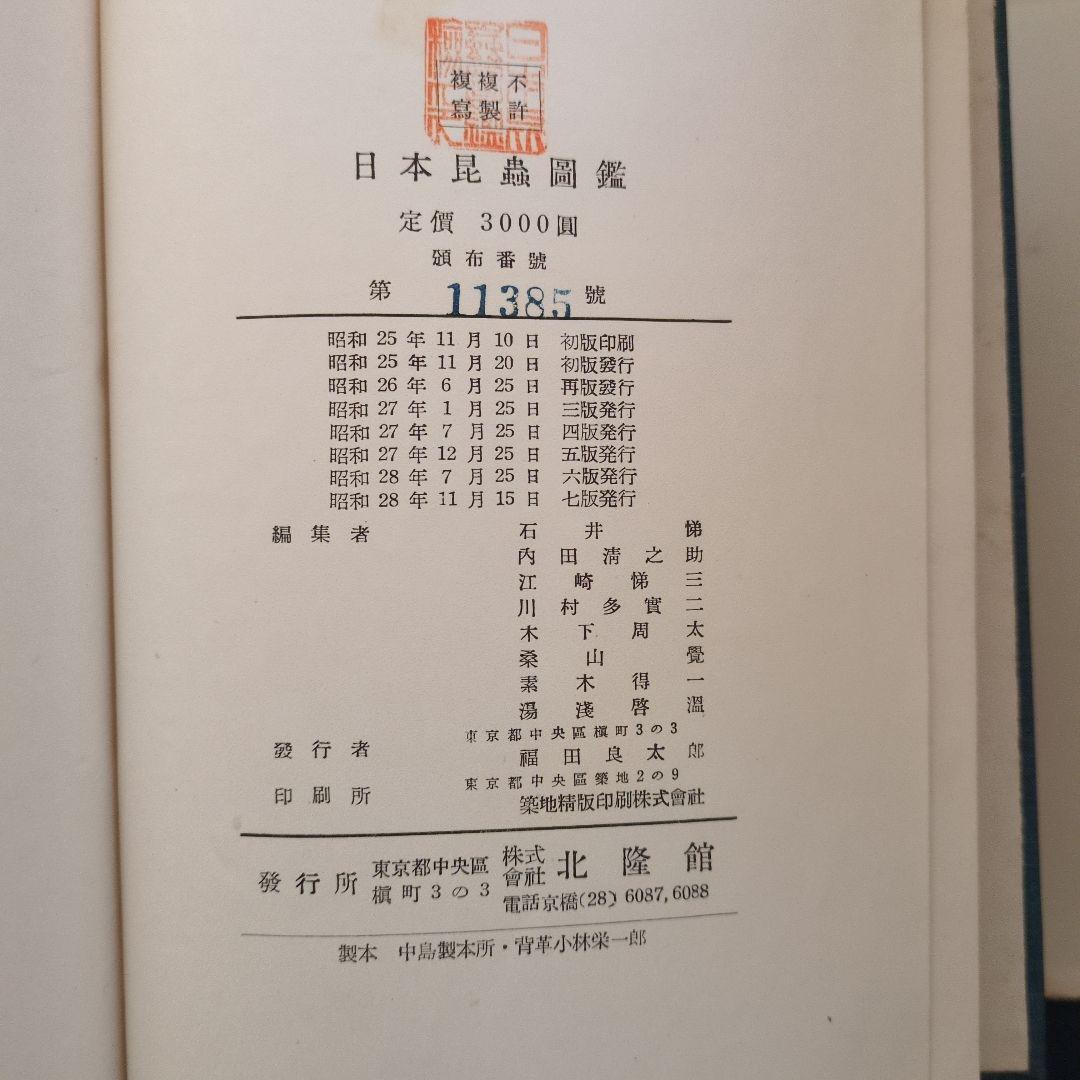 不許
複製
複寫
日本昆蟲圖鑑
定價 3000圓
頒布番號
第 11385 號
昭和 25 年 11 月 10 日 初版印刷
昭和 25 年 11 月 20 日 初版發行
昭和 26 年 6 月 25 日 再版發行
昭和 27 年 1 月 25 日 三版発行
昭和 27 年 7 月 25 日 四版発行
昭和 27 年 12 月 25 日 五版発行
昭和 28 年 7 月 25 日 六版発行
昭和 28 年 11 月 15 日 七版発行
編集者 石井悌
內田淸之助
江崎悌三
川村多實二
木下周太
桑山覺
素木得一
湯淺啓溫
東京都中央區槇町3の3
發行者 福田良太郎
東京都中央區築地2の9
印刷所 築地精版印刷株式會社
發行所 東京都中央區槇町3の3 株式會社 北隆館
電話京橋(28) 6087, 6088
製本 中島製本所・背革小林栄一郎